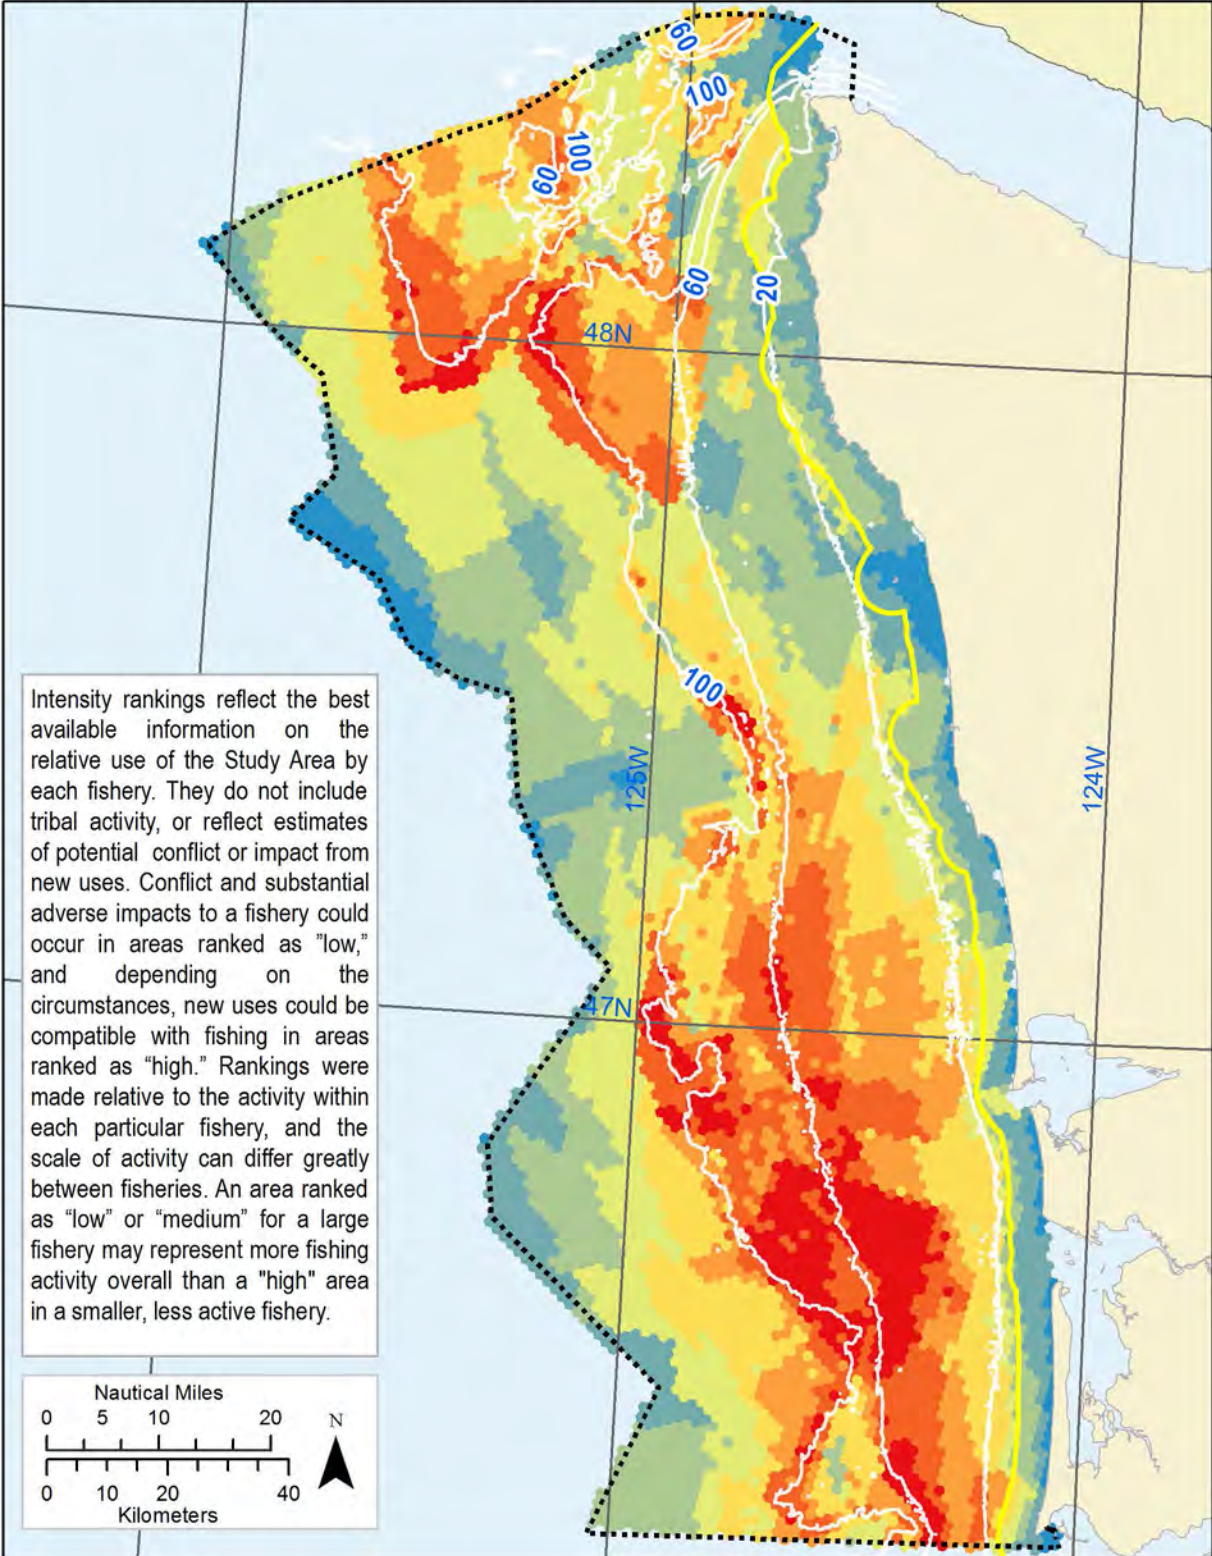 60
100
100
60
60
20
48N
100
125W
124W
47N
Intensity rankings reflect the best
available information on the
relative use of the Study Area by
each fishery. They do not include
tribal activity, or reflect estimates
of potential conflict or impact from
new uses. Conflict and substantial
adverse impacts to a fishery could
occur in areas ranked as "low,"
and depending on the
circumstances, new uses could be
compatible with fishing in areas
ranked as “high.” Rankings were
made relative to the activity within
each particular fishery, and the
scale of activity can differ greatly
between fisheries. An area ranked
as “low” or “medium” for a large
fishery may represent more fishing
activity overall than a "high" area
in a smaller, less active fishery.
Nautical Miles
0 5 10 20
N
0 10 20 40
Kilometers